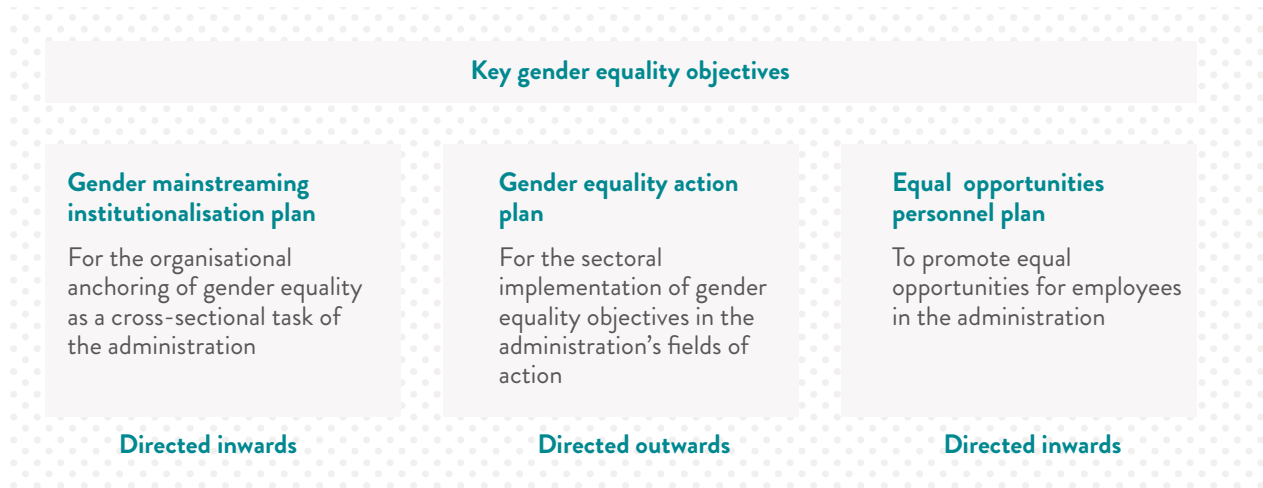 Key gender equality objectives
Gender mainstreaming
institutionalisation plan
For the organisational
anchoring of gender equality
as a cross-sectional task of
the administration
Directed inwards
Gender equality action
plan
For the sectoral
implementation of gender
equality objectives in the
administration’s fields of
action
Directed outwards
Equal  opportunities
personnel plan
To promote equal
opportunities for employees
in the administration
Directed inwards